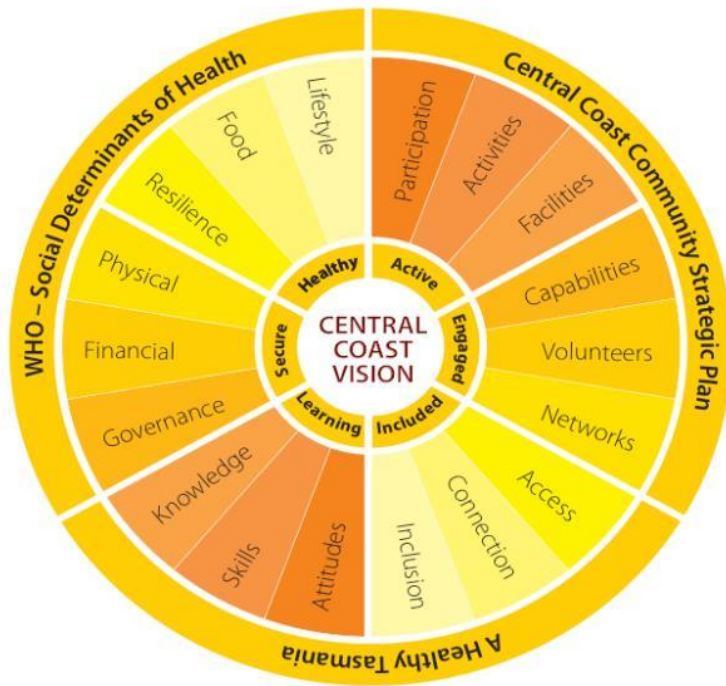 WHO – Social Determinants of Health
Central Coast Community Strategic Plan
A Healthy Tasmania
Participation
Activities
Facilities
Capabilities
Volunteers
Networks
Access
Connection
Inclusion
Attitudes
Skills
Knowledge
Governance
Financial
Physical
Resilience
Food
Lifestyle
Healthy
Active
Engaged
Included
Learning
Secure
CENTRAL
COAST
VISION